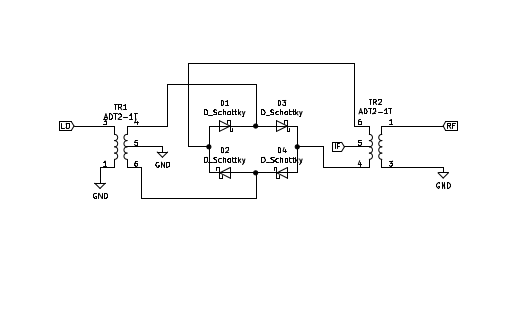 TR1
ADT2-1T
LO
3
4
5
GND
1
6
GND
D1
D_Schottky
D3
D_Schottky
D2
D_Schottky
D4
D_Schottky
TR2
ADT2-1T
6
1
RF
IF
5
4
3
GND